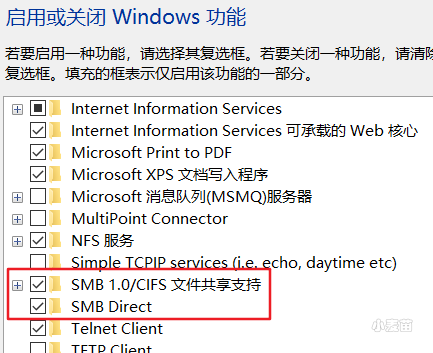 启用或关闭 Windows 功能
若要启用一种功能，请选择其复选框。若要关闭一种功能，请清除
复选框。填充的框表示仅启用该功能的一部分。
Internet Information Services
Internet Information Services 可承载的 Web 核心
Microsoft Print to PDF
Microsoft XPS 文档写入程序
Microsoft 消息队列(MSMQ)服务器
MultiPoint Connector
NFS 服务
Simple TCPIP services (i.e. echo, daytime etc)
SMB 1.0/CIFS 文件共享支持
SMB Direct
Telnet Client
TFTP Client